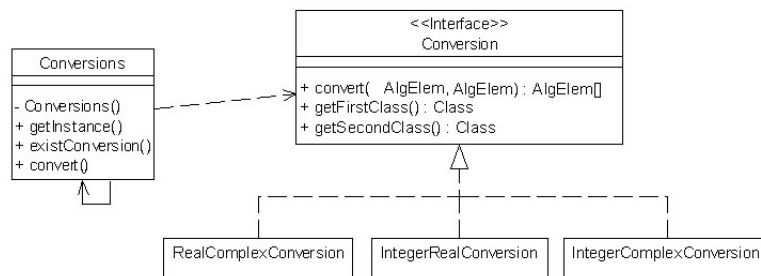 <<Interface>>
Conversion
+ convert( AlgElem, AlgElem) : AlgElem[]
+ getFirstClass() : Class
+ getSecondClass() : Class
Conversions
- Conversions()
+ getInstance()
+ existConversion()
+ convert()
RealComplexConversion
IntegerRealConversion
IntegerComplexConversion